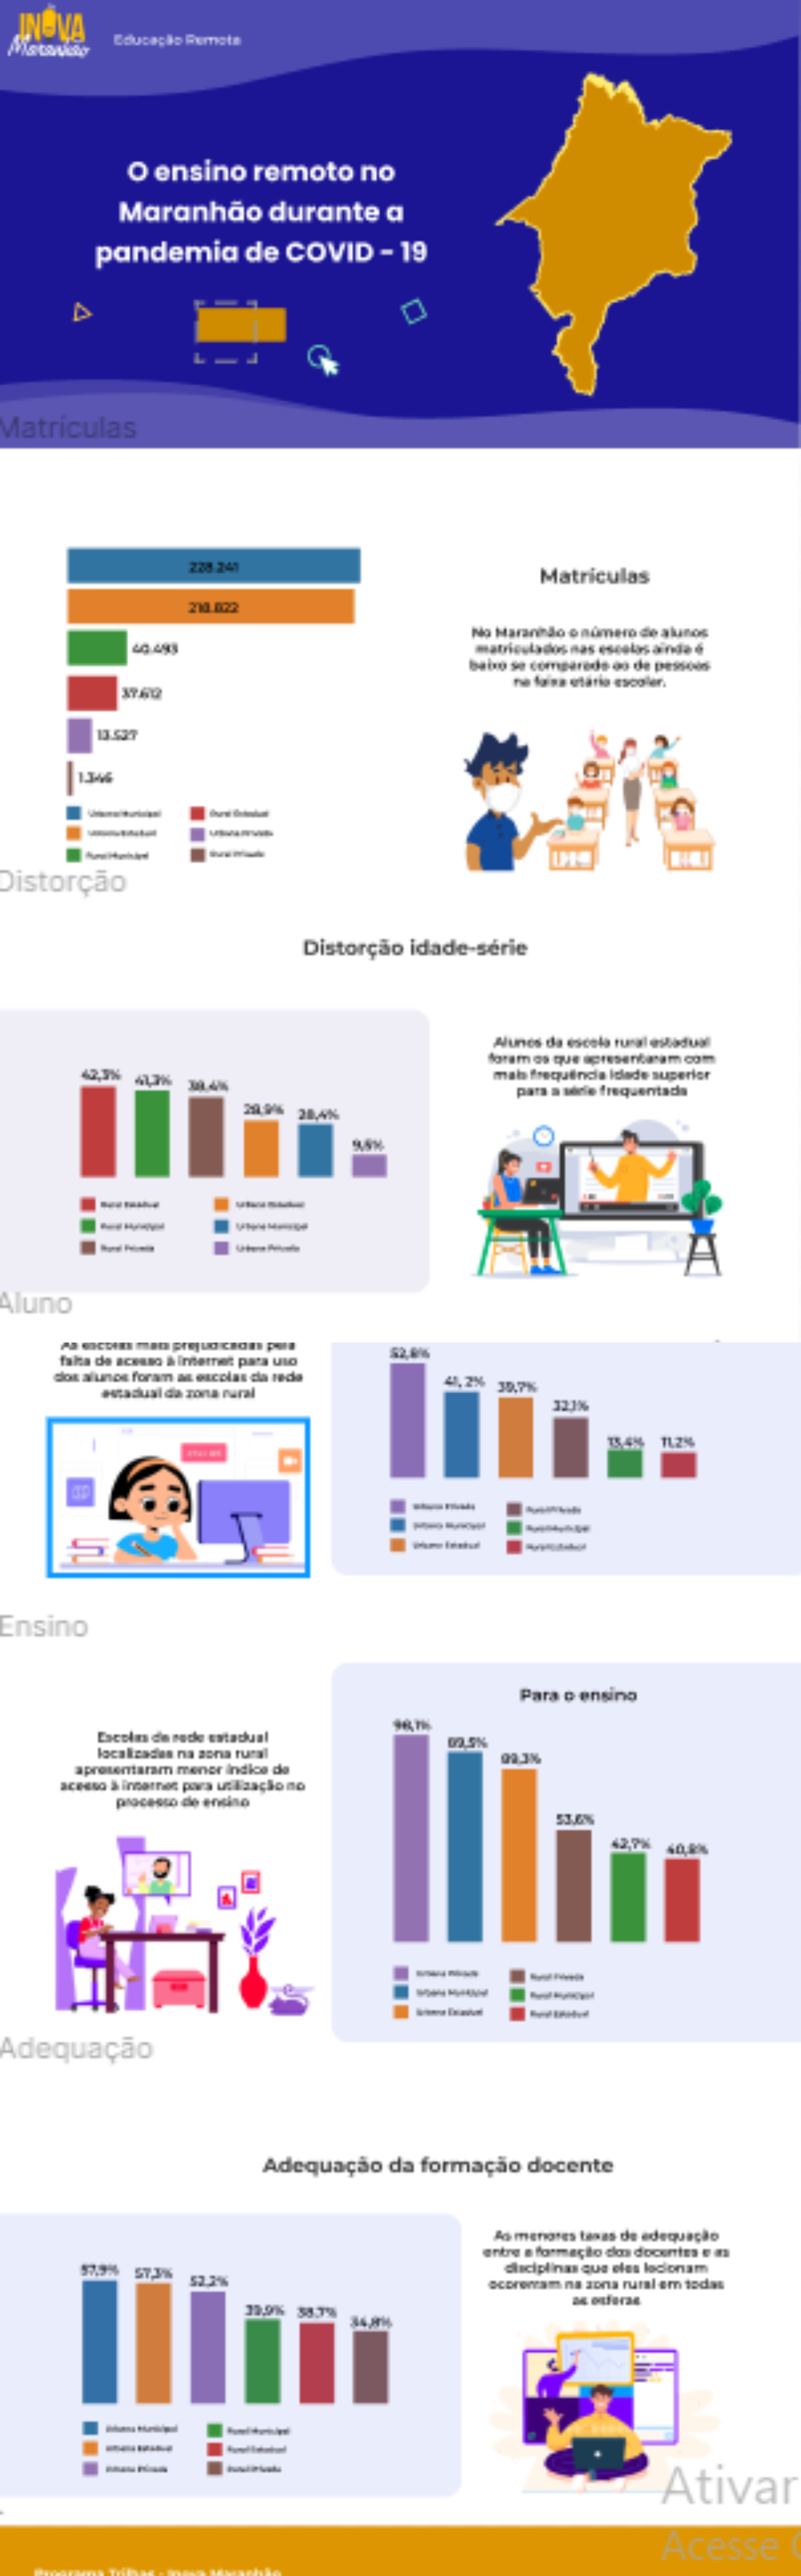 INOVA
Maranhão
Educação Remota
O ensino remoto no
Maranhão durante a
pandemia de COVID - 19
Matrículas
228.241
218.822
40.493
37.612
13.527
1.346
Urbana Municipal
Rural Estadual
Urbana Estadual
Urbana Privada
Rural Municipal
Rural Privada
Matrículas
No Maranhão o número de alunos
matriculados nas escolas ainda é
baixo se comparado ao de pessoas
na faixa etária escolar.
Distorção
Distorção idade-série
42,3%
41,3%
38,4%
28,9%
28,4%
9,5%
Rural Estadual
Urbana Estadual
Rural Municipal
Urbana Municipal
Rural Privada
Urbana Privada
Alunos da escola rural estadual
foram os que apresentaram com
mais frequência idade superior
para a série frequentada
Aluno
As escolas mais prejudicadas pela
falta de acesso à internet para uso
dos alunos foram as escolas da rede
estadual da zona rural
52,8%
41, 2%
39,7%
32,1%
13,4%
11,2%
Urbana Privada
Rural Privada
Urbana Municipal
Rural Municipal
Urbana Estadual
Rural Estadual
Ensino
Escolas da rede estadual
localizadas na zona rural
apresentaram menor índice de
acesso à internet para utilização no
processo de ensino
Para o ensino
98,1%
89,5%
89,3%
53,6%
42,7%
40,8%
Urbana Privada
Rural Privada
Urbana Municipal
Rural Municipal
Urbana Estadual
Rural Estadual
Adequação
Adequação da formação docente
57,9%
57,3%
52,2%
39,9%
38,7%
34,8%
Urbana Municipal
Rural Municipal
Urbana Estadual
Rural Estadual
Urbana Privada
Rural Privada
As menores taxas de adequação
entre a formação dos docentes e as
disciplinas que eles lecionam
ocorreram na zona rural em todas
as esferas
Ativar
Acesse
Programa Trilhas - Inova Maranhão